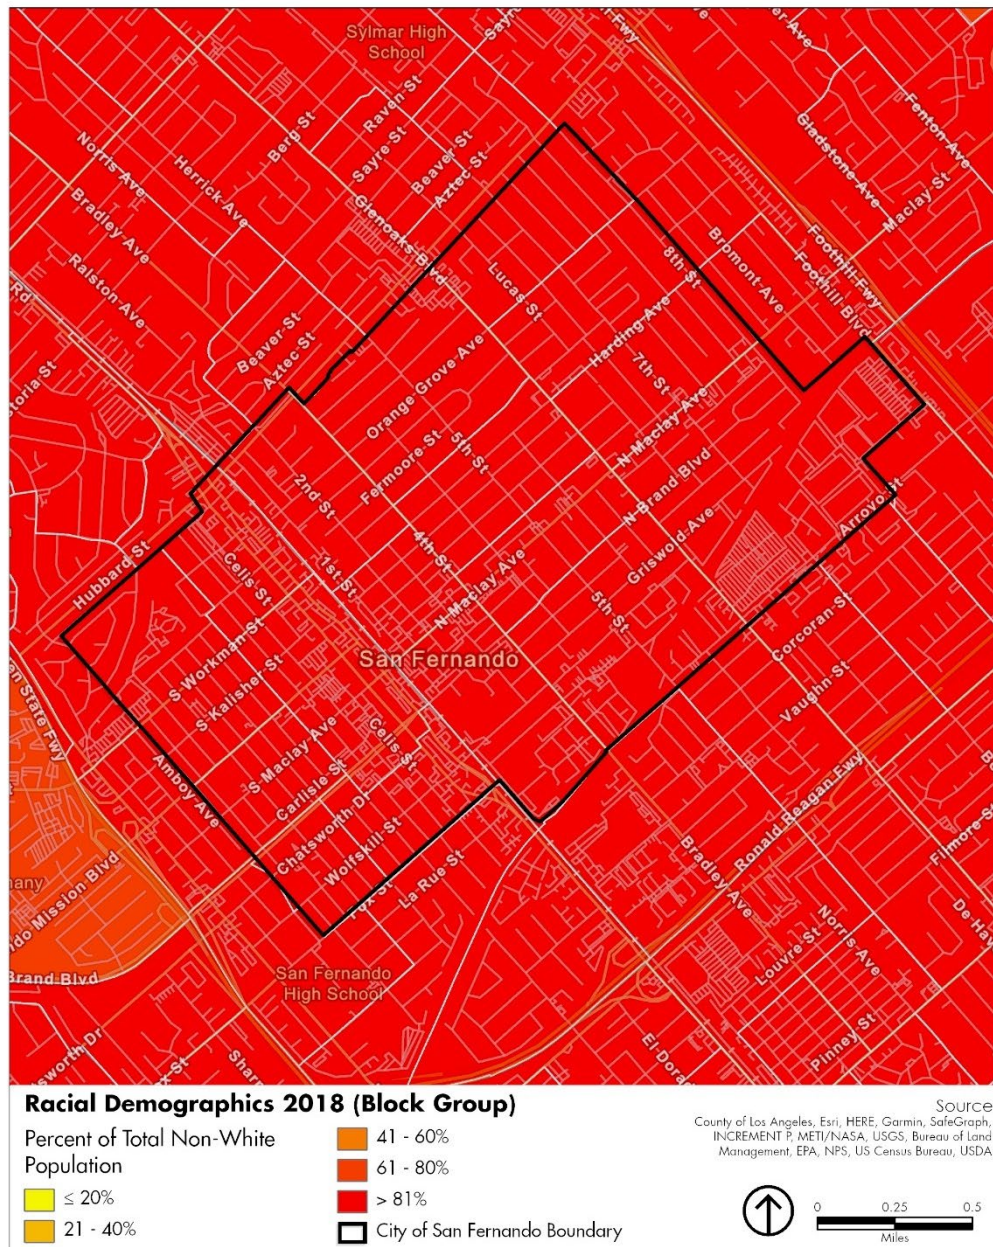 Sylmar High
School
Sayre
Fwy
Raven St
Berg St
Sayre St
Beaver St
Aztec St
Norris Ave
Herrick Ave
Bradley Ave
Glenoaks Blvd
Ralston Ave
Rd
Fenton Ave
Gladstone Ave
Maclay St
Foothill Fwy
Foothill Blvd
Bromont Ave
8th St
Lucas St
Harding Ave
7th St
Beaver St
Aztec St
Orange Grove Ave
N Maclay Ave
5th St
Fermoore St
N Brand Blvd
2nd St
4th St
Griswold Ave
Arroyo St
Hubbard St
Celis St
1st St
N Maclay Ave
5th St
Corcoran St
S Workman St
San Fernando
Vaughn St
S Kalisher St
S Maclay Ave
Celis St
Amboy Ave
Carlisle St
Chatsworth Dr
Wolfskill St
Fox St
La Rue St
Ronald Reagan Fwy
Bradley Ave
Filmore St
Norris Ave
Louvre St
Brand Blvd
San Fernando
High School
Pinney St
Racial Demographics 2018 (Block Group)
Percent of Total Non-White
Population
≤ 20%
21 - 40%
41 - 60%
61 - 80%
> 81%
City of San Fernando Boundary
Source
County of Los Angeles, Esri, HERE, Garmin, SafeGraph,
INCREMENT P, METI/NASA, USGS, Bureau of Land
Management, EPA, NPS, US Census Bureau, USDA
0 0.25 0.5
Miles